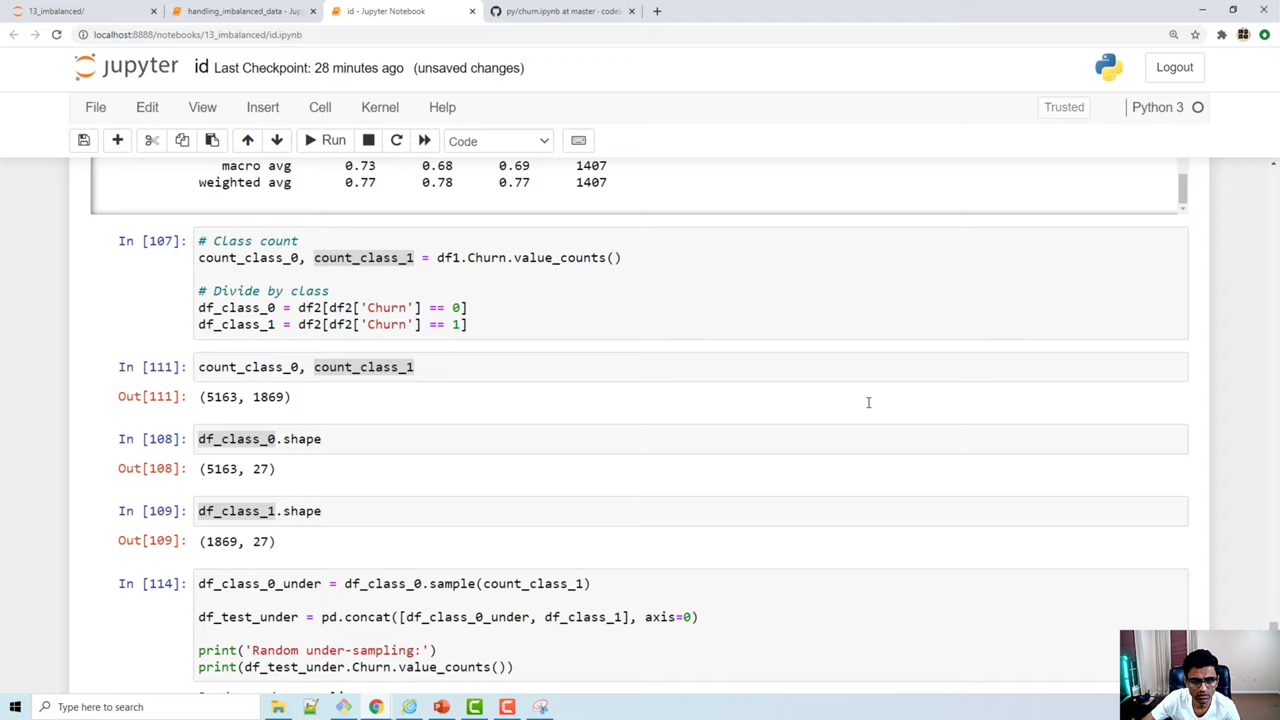 13_imbalanced/
handling_imbalanced_data - Jup
id - Jupyter Notebook
py/churn.ipynb at master · codeb
localhost:8888/notebooks/13_imbalanced/id.ipynb
jupyter id Last Checkpoint: 28 minutes ago (unsaved changes)
Logout
File Edit View Insert Cell Kernel Help
Trusted
Python 3
Run
Code
macro avg 0.73 0.68 0.69 1407
weighted avg 0.77 0.78 0.77 1407
In [107]: # Class count
count_class_0, count_class_1 = df1.Churn.value_counts()
# Divide by class
df_class_0 = df2[df2['Churn'] == 0]
df_class_1 = df2[df2['Churn'] == 1]
In [111]: count_class_0, count_class_1
Out[111]: (5163, 1869)
In [108]: df_class_0.shape
Out[108]: (5163, 27)
In [109]: df_class_1.shape
Out[109]: (1869, 27)
In [114]: df_class_0_under = df_class_0.sample(count_class_1)
df_test_under = pd.concat([df_class_0_under, df_class_1], axis=0)
print('Random under-sampling:')
print(df_test_under.Churn.value_counts())
Type here to search